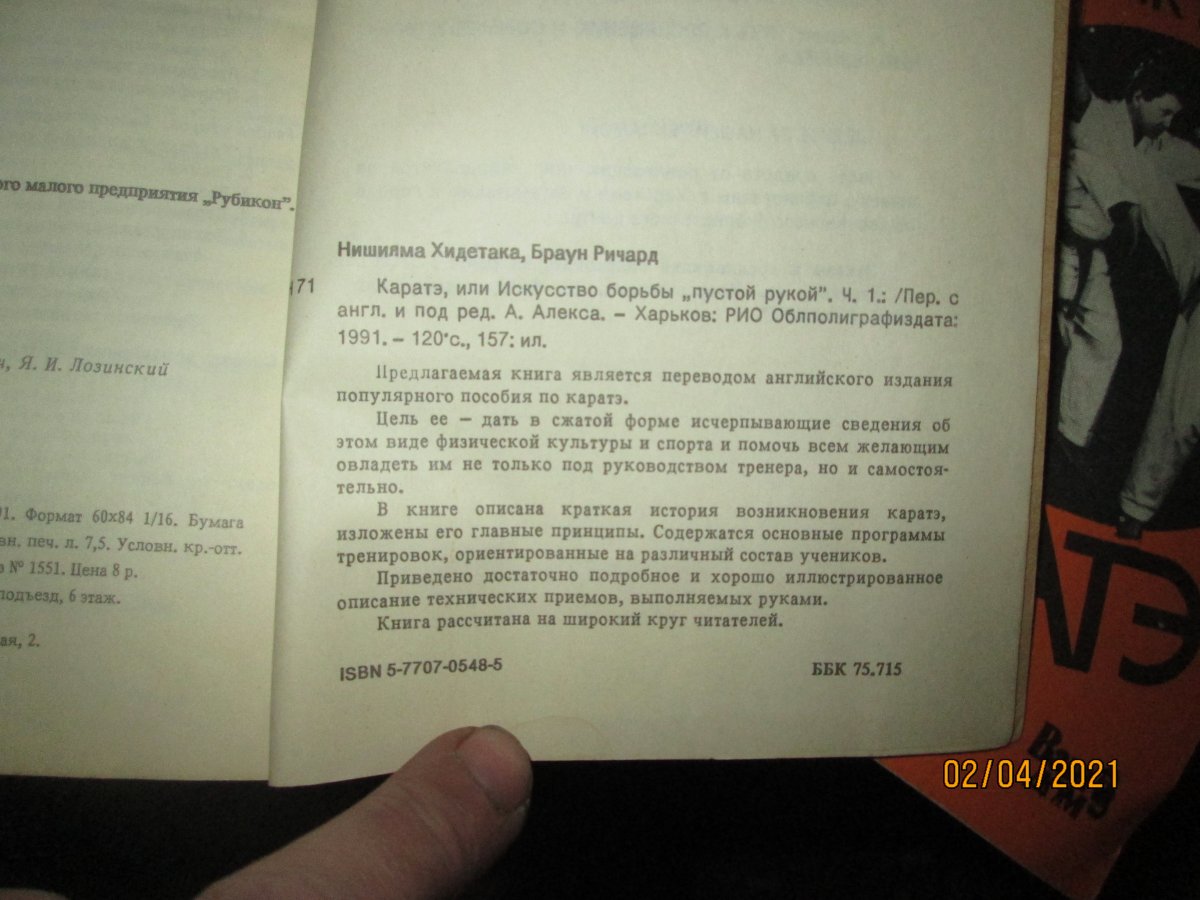 ого малого предприятия „Рубикон”.
Я. И. Лозинский
Формат 60х84 1/16. Бумага
печ. л. 7,5. Условн. кр.-отт.
№ 1551. Цена 8 р.
подъезд, 6 этаж.
ая, 2.
Нишияма Хидетака, Браун Ричард
71
Каратэ, или Искусство борьбы „пустой рукой”. Ч. 1.: /Пер. с
англ. и под ред. А. Алекса. – Харьков: РИО Облполиграфиздата:
1991. – 120 с., 157: ил.
Предлагаемая книга является переводом английского издания
популярного пособия по каратэ.
Цель ее – дать в сжатой форме исчерпывающие сведения об
этом виде физической культуры и спорта и помочь всем желающим
овладеть им не только под руководством тренера, но и самостоя-
тельно.
В книге описана краткая история возникновения каратэ,
изложены его главные принципы. Содержатся основные программы
тренировок, ориентированные на различный состав учеников.
Приведено достаточно подробное и хорошо иллюстрированное
описание технических приемов, выполняемых руками.
Книга рассчитана на широкий круг читателей.
ISBN 5-7707-0548-5
ББК 75.715
АТЭ
02/04/2021